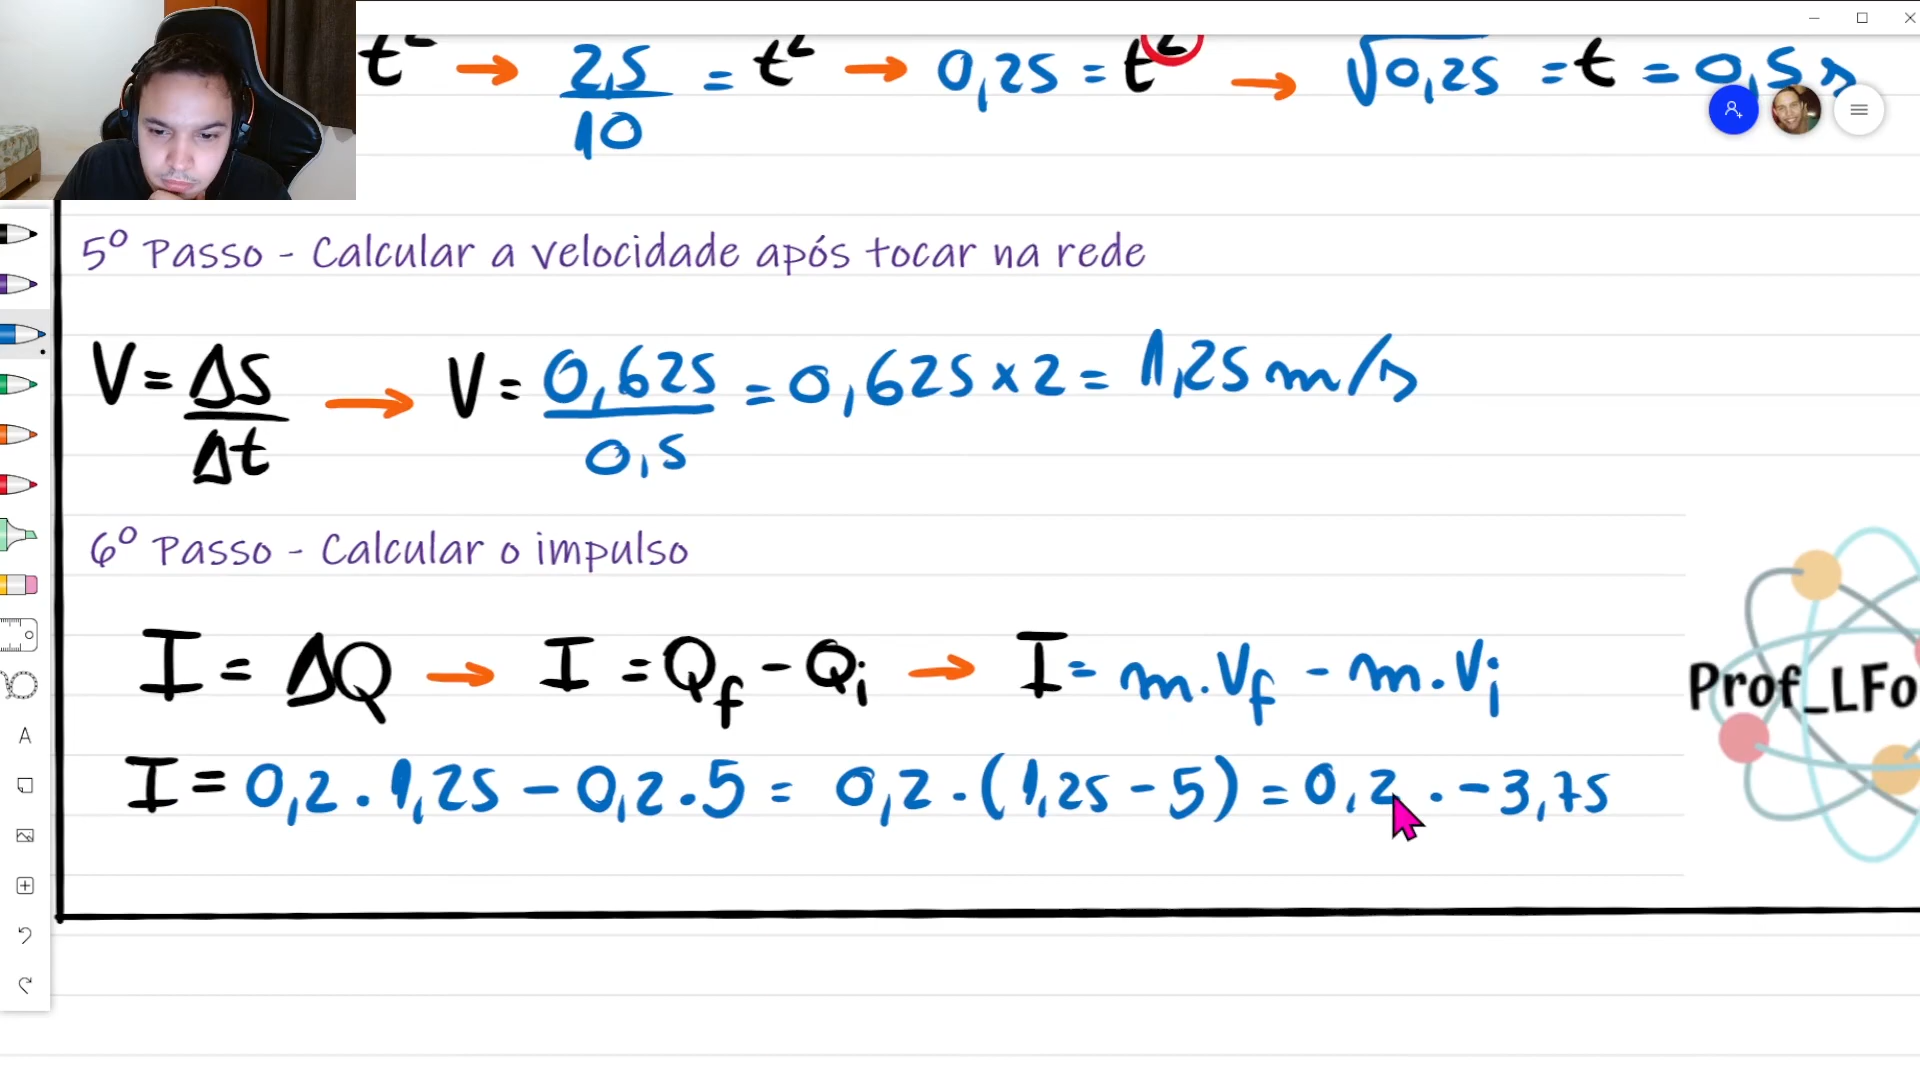 t² → 2,5/10 = t² → 0,25 = t² → √0,25 = t = 0,5 s
5º Passo - Calcular a velocidade após tocar na rede
V = ΔS/Δt → V = 0,625/0,5 = 0,625 x 2 = 1,25 m/s
6º Passo - Calcular o impulso
I = ΔQ → I = Qf - Qi → I = m.Vf - m.Vi
Prof_LFo
I = 0,2 . 1,25 - 0,2 . 5 = 0,2 . (1,25 - 5) = 0,2 . -3,75